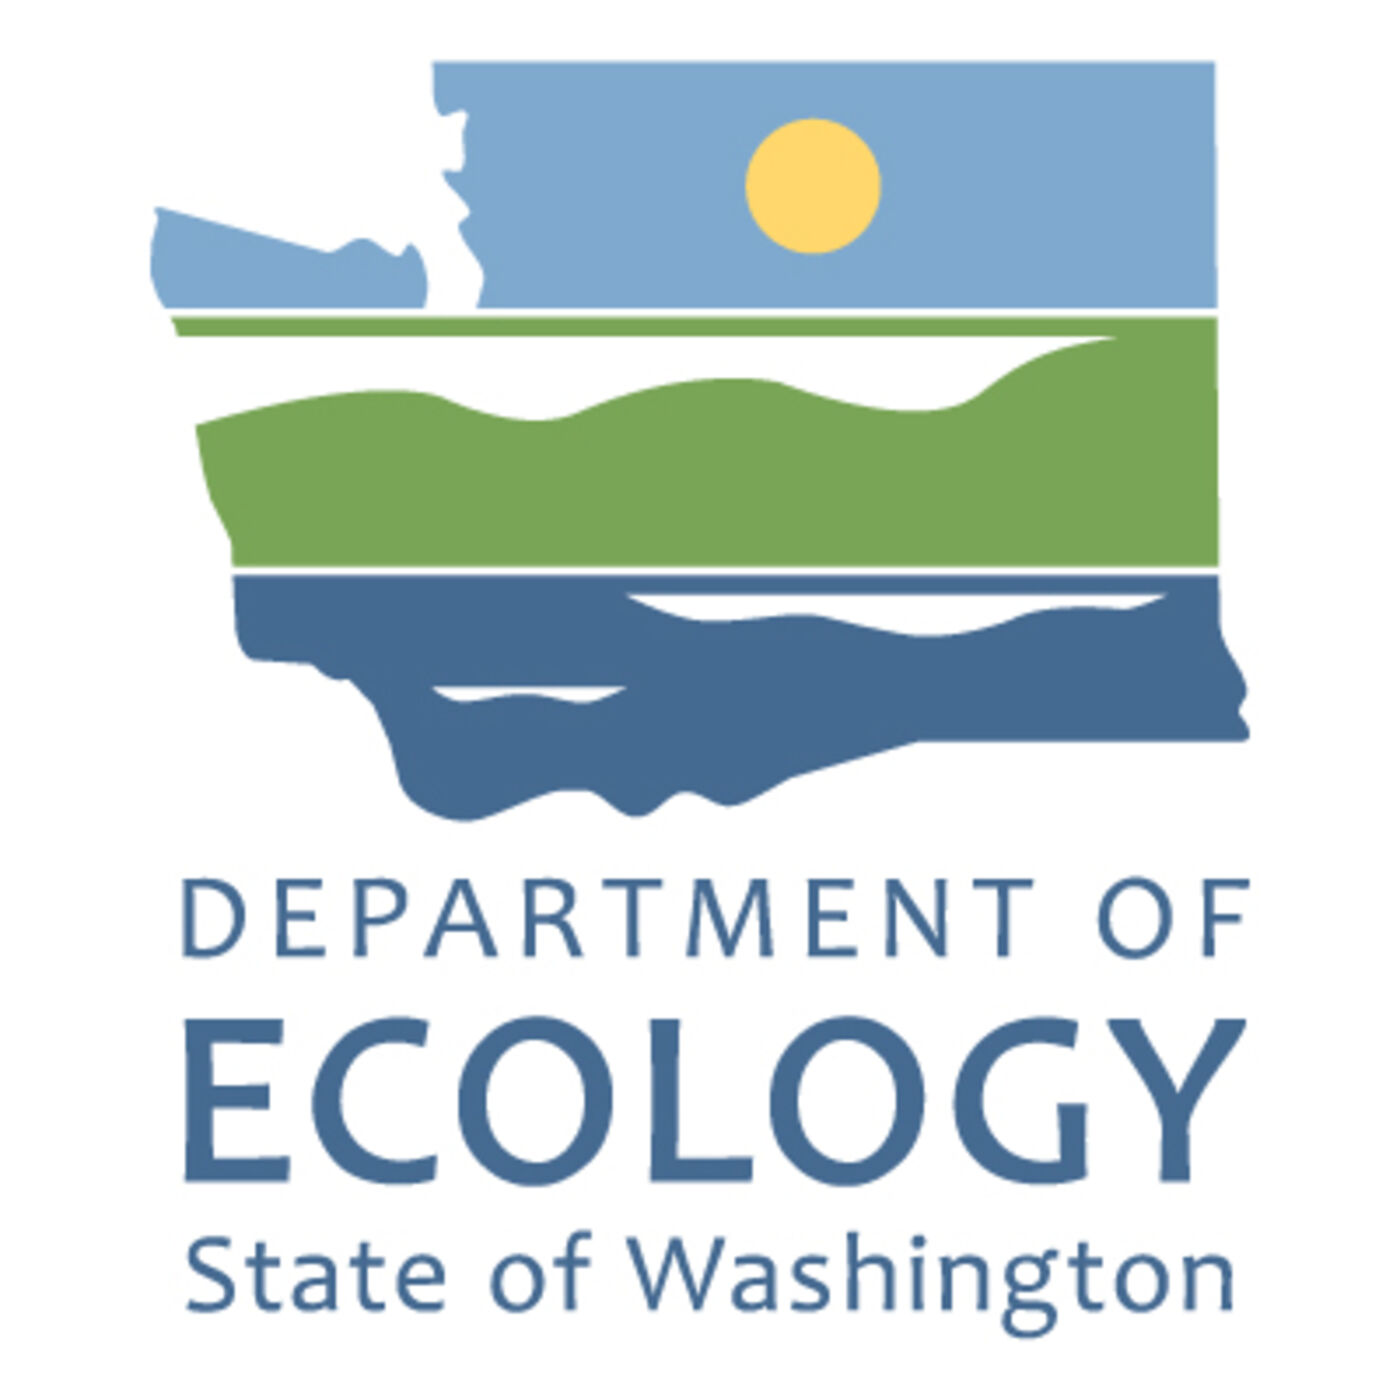 DEPARTMENT OF
ECOLOGY
State of Washington